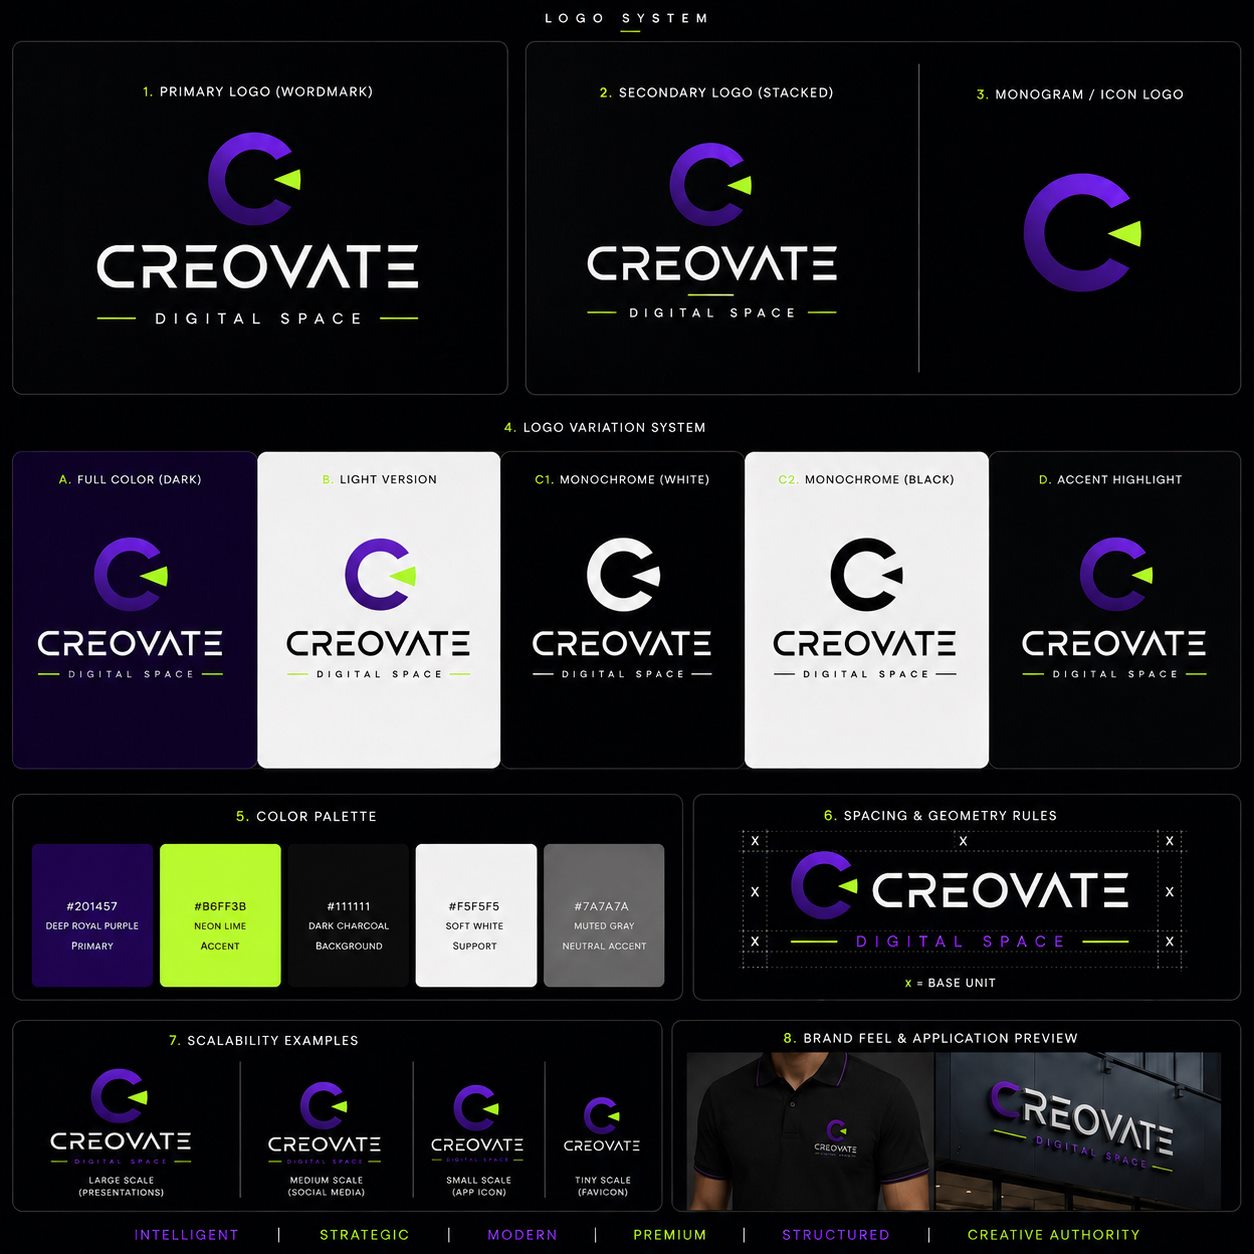 LOGO SYSTEM
1. PRIMARY LOGO (WORDMARK)
CREOVATE
DIGITAL SPACE
2. SECONDARY LOGO (STACKED)
CREOVATE
DIGITAL SPACE
3. MONOGRAM / ICON LOGO
4. LOGO VARIATION SYSTEM
A. FULL COLOR (DARK)
CREOVATE
DIGITAL SPACE
B. LIGHT VERSION
CREOVATE
DIGITAL SPACE
C1. MONOCHROME (WHITE)
CREOVATE
DIGITAL SPACE
C2. MONOCHROME (BLACK)
CREOVATE
DIGITAL SPACE
D. ACCENT HIGHLIGHT
CREOVATE
DIGITAL SPACE
5. COLOR PALETTE
#201457
DEEP ROYAL PURPLE
PRIMARY
#B6FF3B
NEON LIME
ACCENT
#111111
DARK CHARCOAL
BACKGROUND
#F5F5F5
SOFT WHITE
SUPPORT
#7A7A7A
MUTED GRAY
NEUTRAL ACCENT
6. SPACING & GEOMETRY RULES
X X X
X X
CREOVATE
X X
DIGITAL SPACE
X = BASE UNIT
7. SCALABILITY EXAMPLES
CREOVATE
DIGITAL SPACE
LARGE SCALE
(PRESENTATIONS)
CREOVATE
DIGITAL SPACE
MEDIUM SCALE
(SOCIAL MEDIA)
CREOVATE
DIGITAL SPACE
SMALL SCALE
(APP ICON)
CREOVATE
TINY SCALE
(FAVICON)
8. BRAND FEEL & APPLICATION PREVIEW
CREOVATE
CREOVATE
DIGITAL SPACE
INTELLIGENT | STRATEGIC | MODERN | PREMIUM | STRUCTURED | CREATIVE AUTHORITY